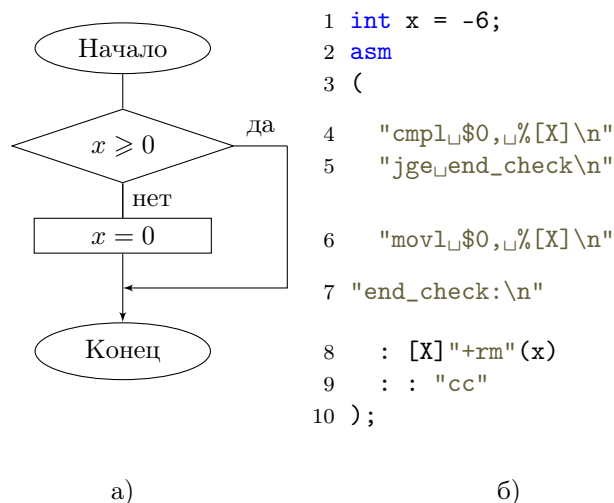 Начало
x ⩾ 0
да
нет
x = 0
Конец
а)
1 int x = -6;
2 asm
3 (
4 "cmpl␣$0,␣%[X]\n"
5 "jge␣end_check\n"
6 "movl␣$0,␣%[X]\n"
7 "end_check:\n"
8 : [X]"+rm"(x)
9 : : "cc"
10 );
б)